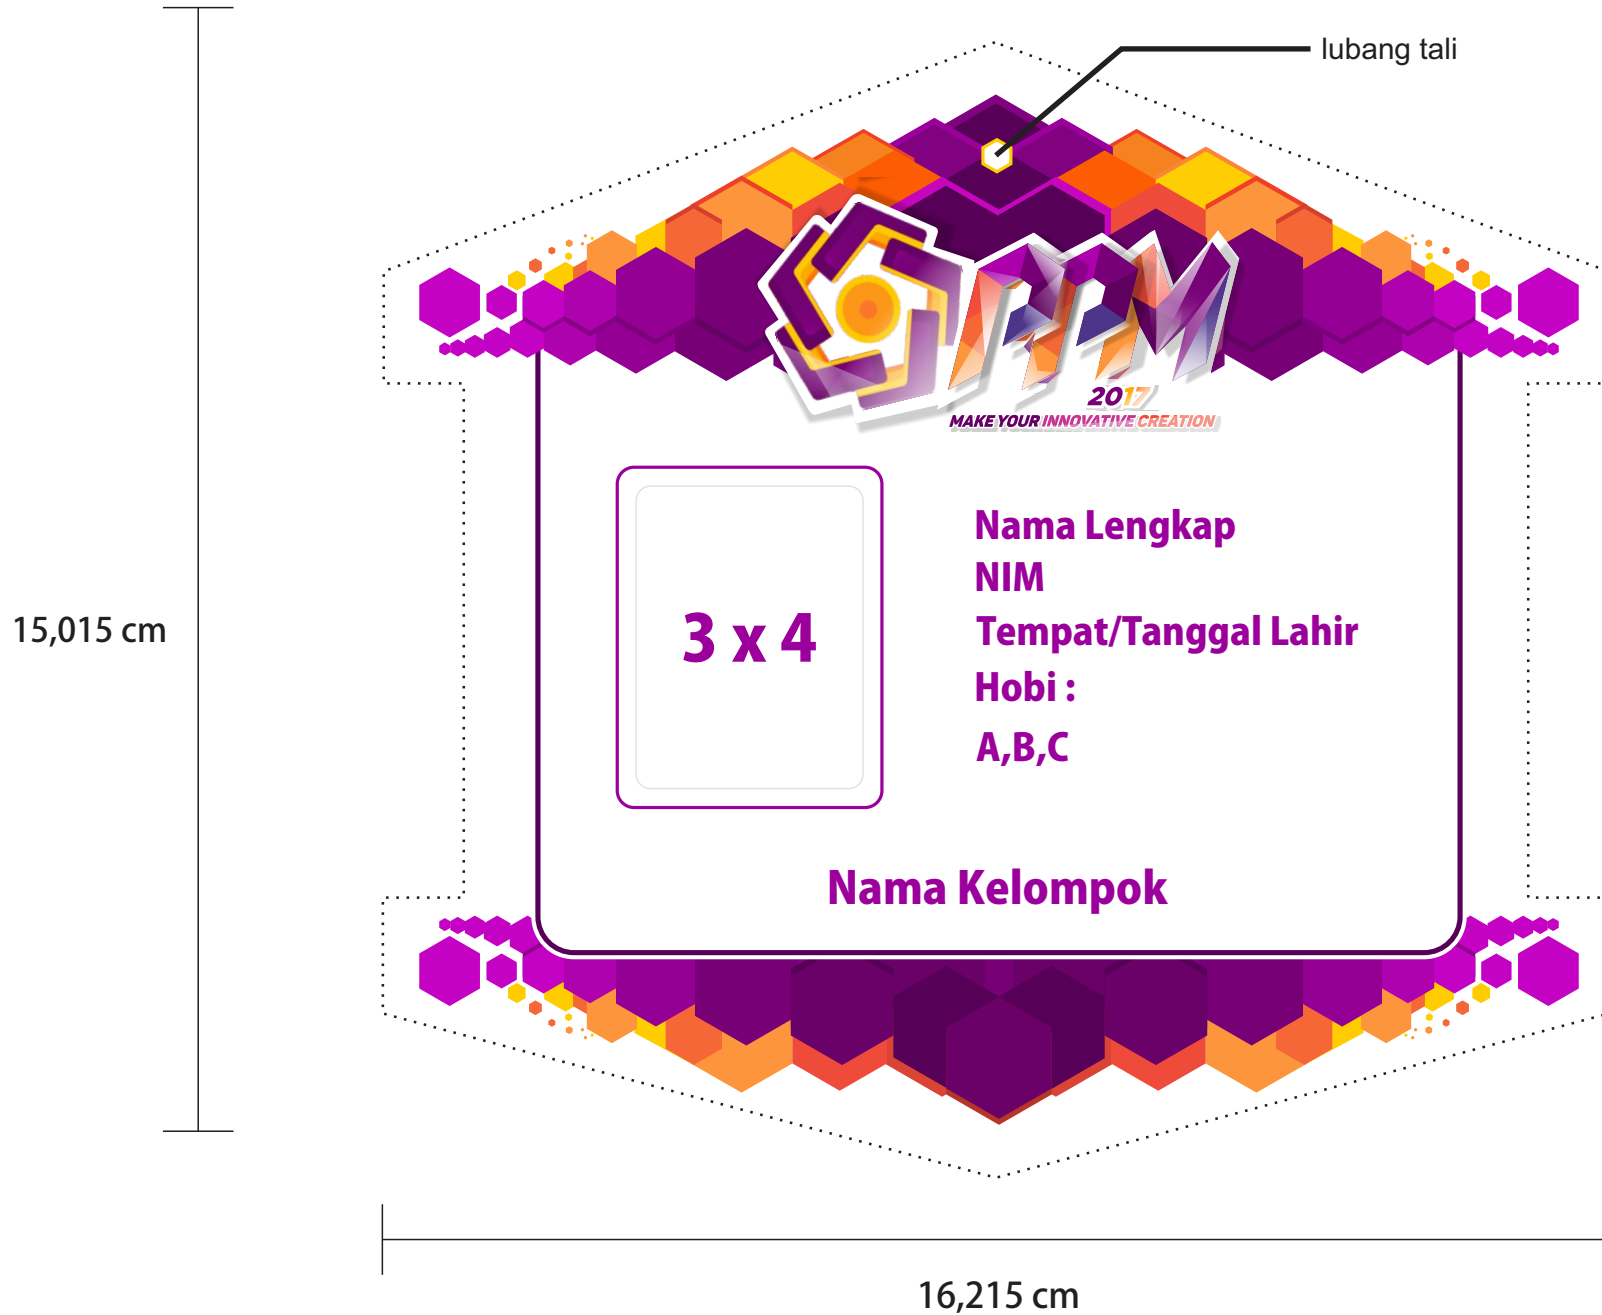 lubang tali
PPM
2017
MAKE YOUR INNOVATIVE CREATION
15,015 cm
3 x 4
Nama Lengkap
NIM
Tempat/Tanggal Lahir
Hobi :
A,B,C
Nama Kelompok
16,215 cm